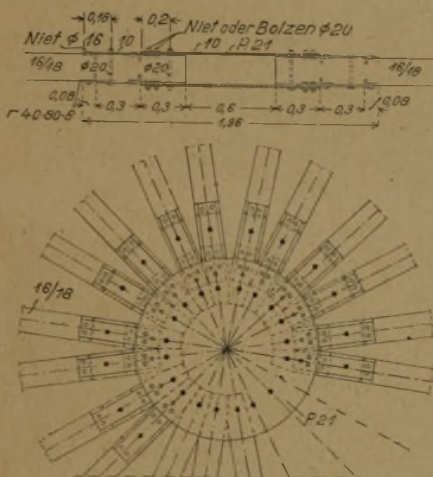 0,16 0,2 Niet oder Bolzen ϕ20
Niet ϕ 16 10 10 P. 21
16/18 ϕ20 ϕ20 16/18
0,08 0,3 0,3 0,6 0,3 0,3 0,08
r 40·80·8 1,96
16/18
P.21